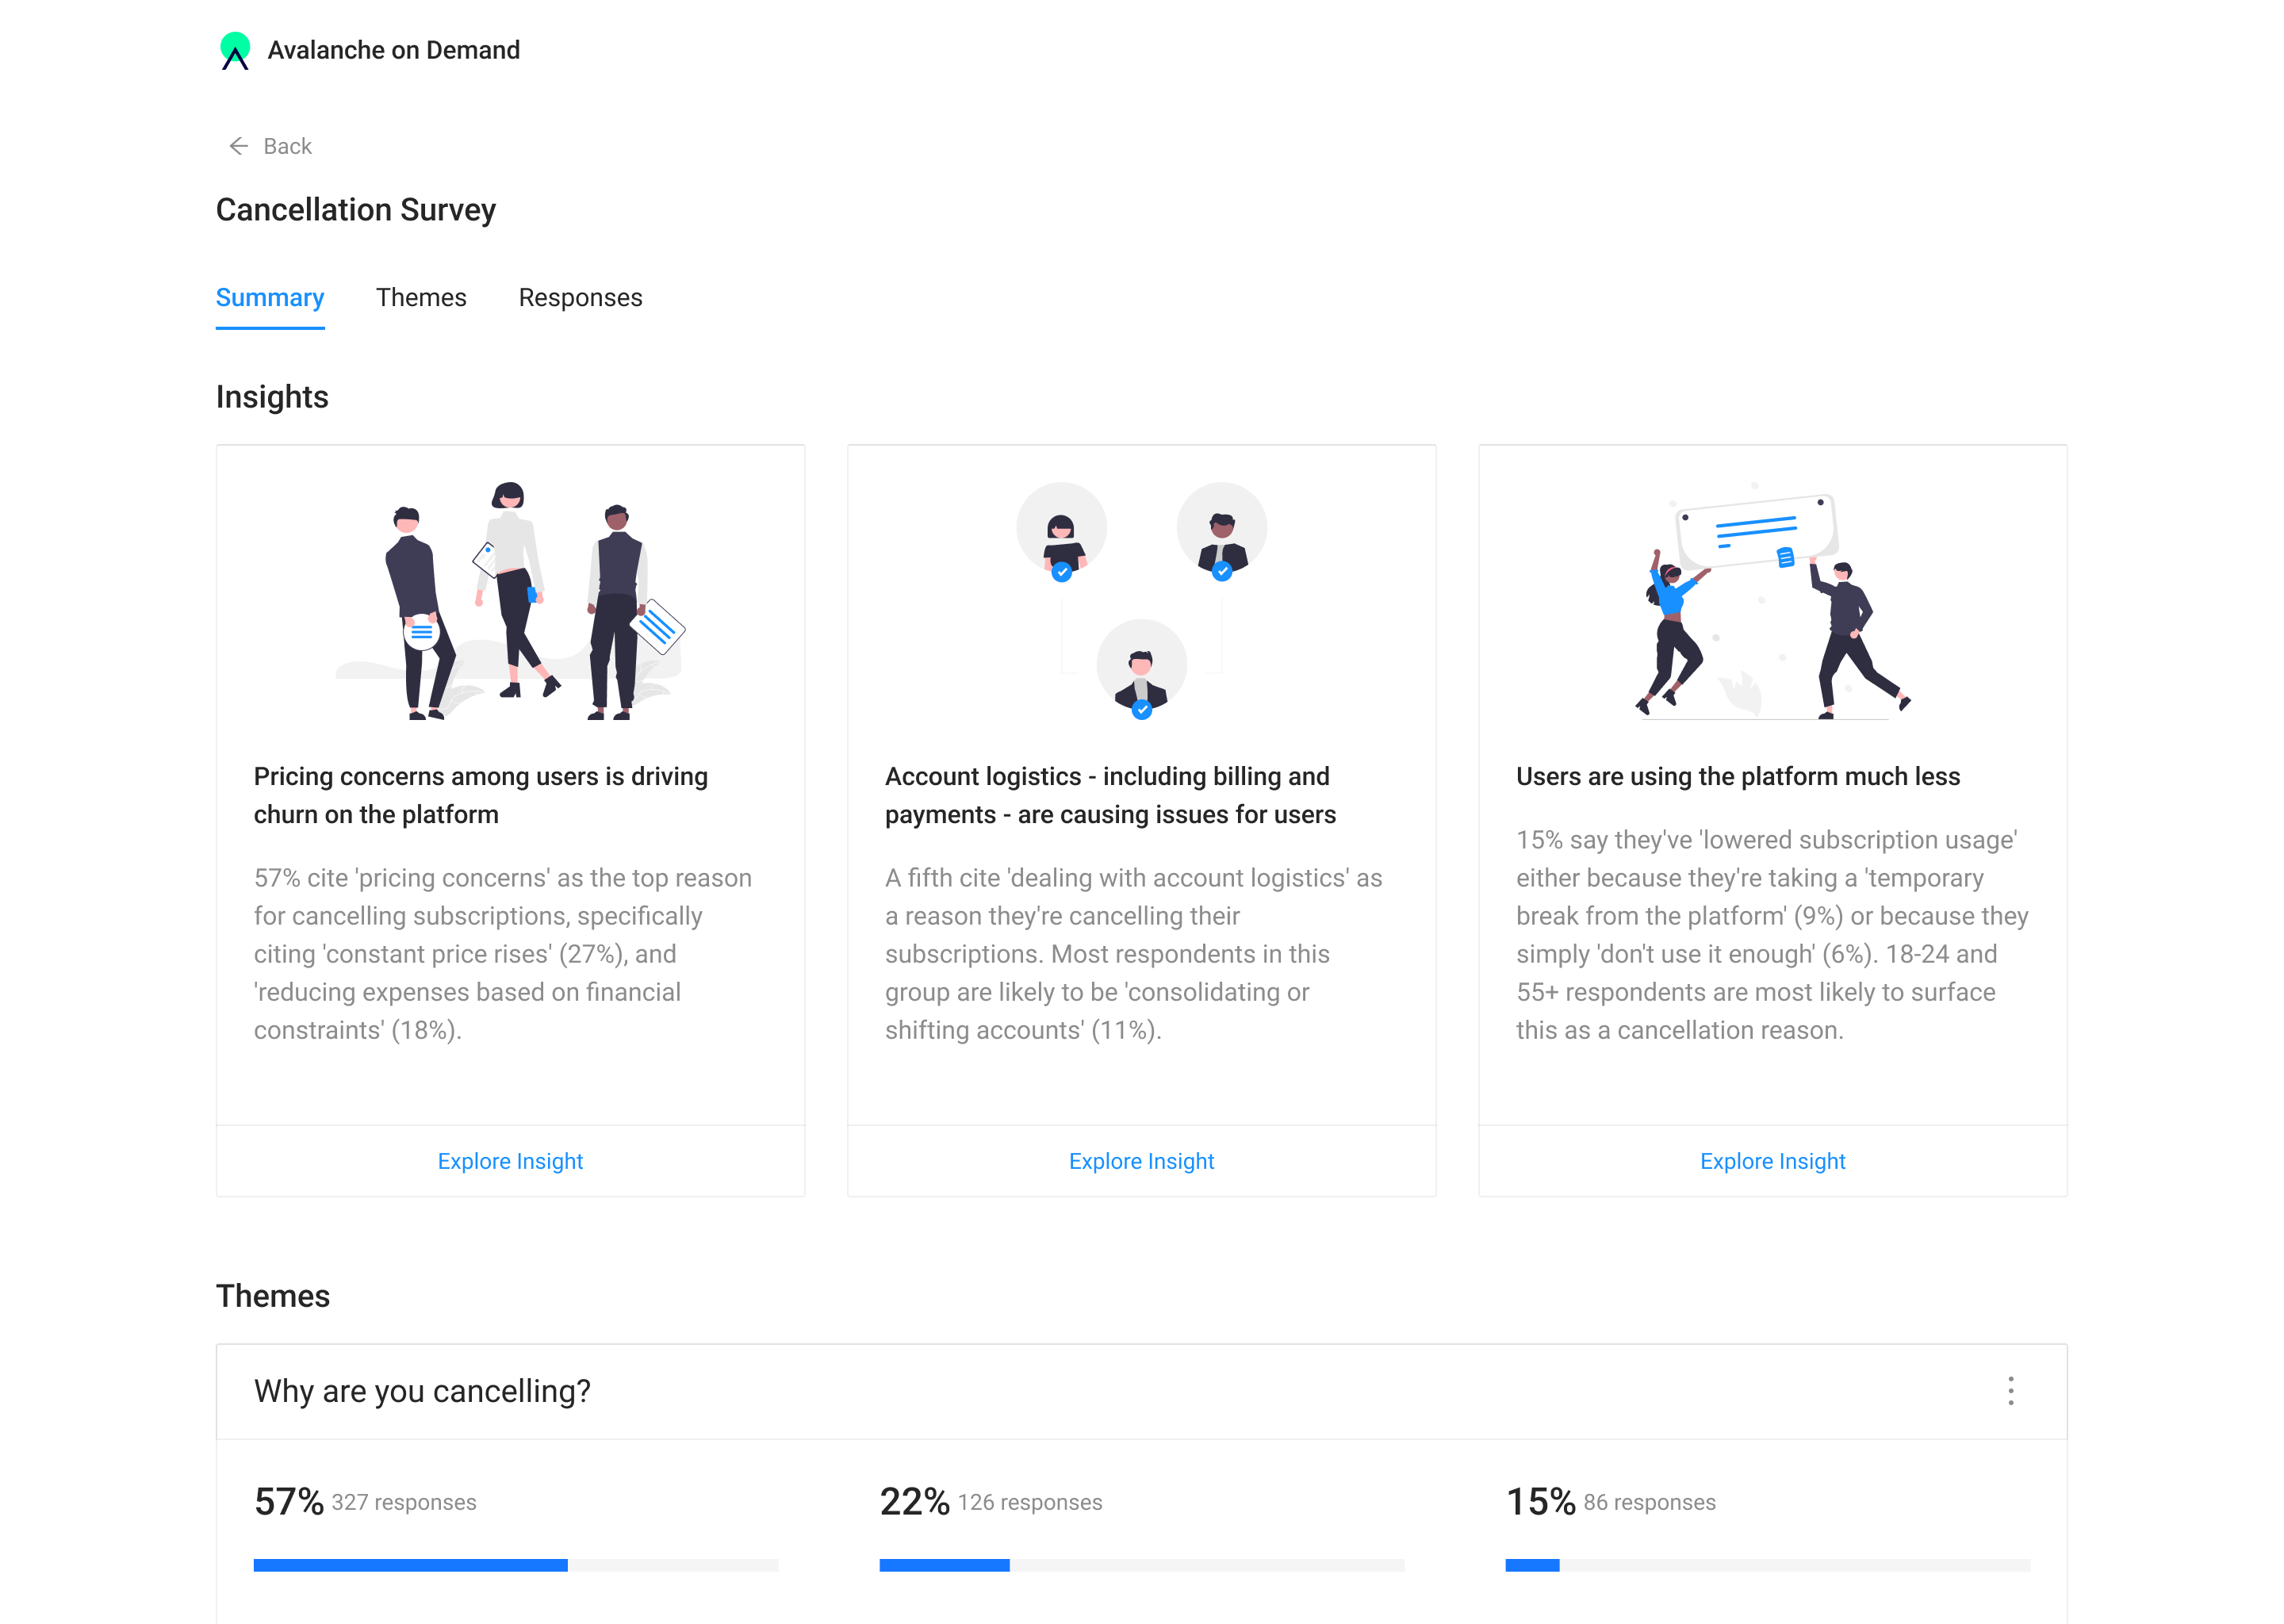 Avalanche on Demand
Back
Cancellation Survey
Summary Themes Responses
Insights
Pricing concerns among users is driving
churn on the platform
57% cite 'pricing concerns' as the top reason
for cancelling subscriptions, specifically
citing 'constant price rises' (27%), and
'reducing expenses based on financial
constraints' (18%).
Explore Insight
Account logistics - including billing and
payments - are causing issues for users
A fifth cite 'dealing with account logistics' as
a reason they're cancelling their
subscriptions. Most respondents in this
group are likely to be 'consolidating or
shifting accounts' (11%).
Explore Insight
Users are using the platform much less
15% say they've 'lowered subscription usage'
either because they're taking a 'temporary
break from the platform' (9%) or because they
simply 'don't use it enough' (6%). 18-24 and
55+ respondents are most likely to surface
this as a cancellation reason.
Explore Insight
Themes
Why are you cancelling?
57% 327 responses
22% 126 responses
15% 86 responses